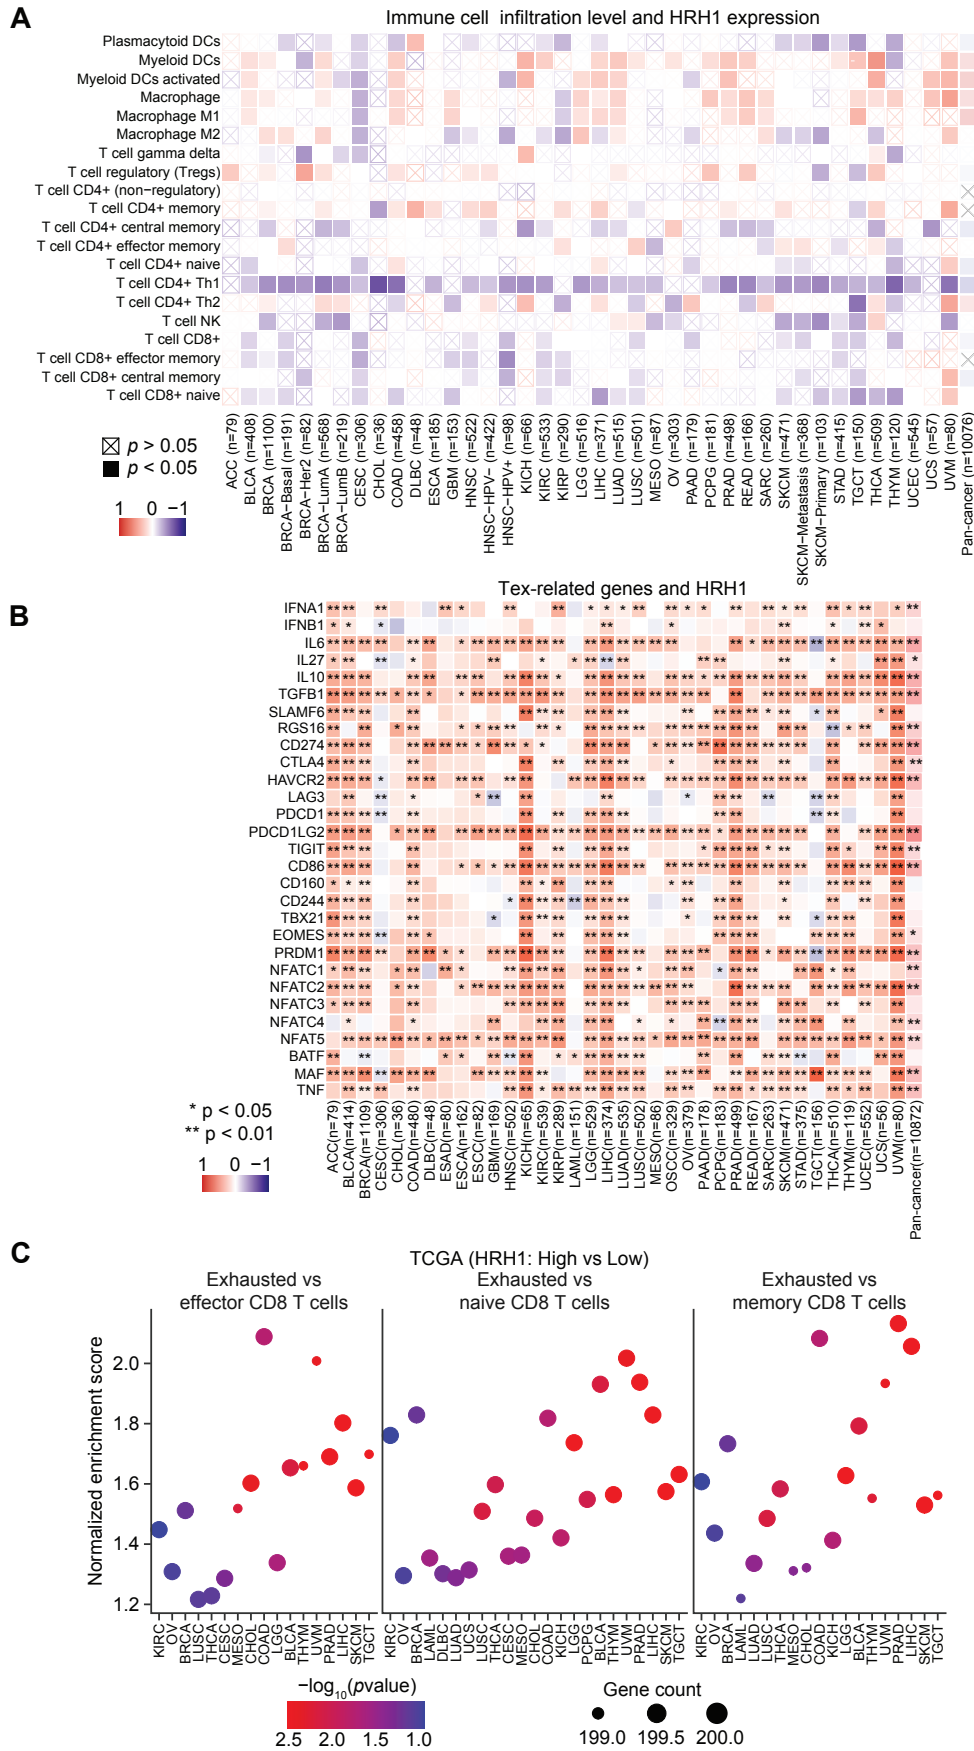 A
Immune cell infiltration level and HRH1 expression
Plasmacytoid DCs
Myeloid DCs
Myeloid DCs activated
Macrophage
Macrophage M1
Macrophage M2
T cell gamma delta
T cell regulatory (Tregs)
T cell CD4+ (non−regulatory)
T cell CD4+ memory
T cell CD4+ central memory
T cell CD4+ effector memory
T cell CD4+ naive
T cell CD4+ Th1
T cell CD4+ Th2
T cell NK
T cell CD8+
T cell CD8+ effector memory
T cell CD8+ central memory
T cell CD8+ naive
p > 0.05
p < 0.05
1 0 −1
ACC (n=79)
BLCA (n=408)
BRCA (n=1100)
BRCA−Basal (n=191)
BRCA−Her2 (n=82)
BRCA−LumA (n=568)
BRCA−LumB (n=219)
CESC (n=306)
CHOL (n=36)
COAD (n=458)
DLBC (n=48)
ESCA (n=185)
GBM (n=153)
HNSC (n=522)
HNSC−HPV− (n=422)
HNSC−HPV+ (n=98)
KICH (n=66)
KIRC (n=533)
KIRP (n=290)
LGG (n=516)
LIHC (n=371)
LUAD (n=515)
LUSC (n=501)
MESO (n=87)
OV (n=303)
PAAD (n=179)
PCPG (n=181)
PRAD (n=498)
READ (n=166)
SARC (n=260)
SKCM (n=471)
SKCM−Metastasis (n=368)
SKCM−Primary (n=103)
STAD (n=415)
TGCT (n=150)
THCA (n=509)
THYM (n=120)
UCEC (n=545)
UCS (n=57)
UVM (n=80)
Pan-cancer (n=10076)
B
Tex-related genes and HRH1
IFNA1
IFNB1
IL6
IL27
IL10
TGFB1
SLAMF6
RGS16
CD274
CTLA4
HAVCR2
LAG3
PDCD1
PDCD1LG2
TIGIT
CD86
CD160
CD244
TBX21
EOMES
PRDM1
NFATC1
NFATC2
NFATC3
NFATC4
NFAT5
BATF
MAF
TNF
* p < 0.05
** p < 0.01
1 0 −1
ACC(n=79)
BLCA(n=414)
BRCA(n=1109)
CESC(n=306)
CHOL(n=36)
COAD(n=480)
DLBC(n=48)
ESAD(n=80)
ESCA(n=162)
ESCC(n=82)
GBM(n=169)
HNSC(n=502)
KICH(n=65)
KIRC(n=539)
KIRP(n=289)
LAML(n=151)
LGG(n=529)
LIHC(n=374)
LUAD(n=535)
LUSC(n=502)
MESO(n=86)
OSCC(n=329)
OV(n=379)
PAAD(n=178)
PCPG(n=183)
PRAD(n=499)
READ(n=167)
SARC(n=263)
SKCM(n=471)
STAD(n=375)
TGCT(n=156)
THCA(n=510)
THYM(n=119)
UCEC(n=552)
UCS(n=56)
UVM(n=80)
Pan-cancer(n=10872)
C
TCGA (HRH1: High vs Low)
Exhausted vs
effector CD8 T cells
Exhausted vs
naive CD8 T cells
Exhausted vs
memory CD8 T cells
Normalized enrichment score
2.0
1.8
1.6
1.4
1.2
KIRC
OV
BRCA
LUSC
THCA
CESC
MESO
CHOL
COAD
LGG
BLCA
THYM
UVM
PRAD
LIHC
SKCM
TGCT
KIRC
OV
BRCA
LAML
DLBC
LUAD
UCS
LUSC
THCA
CESC
MESO
CHOL
COAD
KICH
LGG
PCPG
BLCA
THYM
UVM
PRAD
LIHC
SKCM
TGCT
KIRC
OV
BRCA
LAML
LUAD
LUSC
THCA
MESO
CHOL
COAD
KICH
LGG
BLCA
THYM
UVM
PRAD
LIHC
SKCM
TGCT
−log10(pvalue)
2.5 2.0 1.5 1.0
Gene count
199.0 199.5 200.0